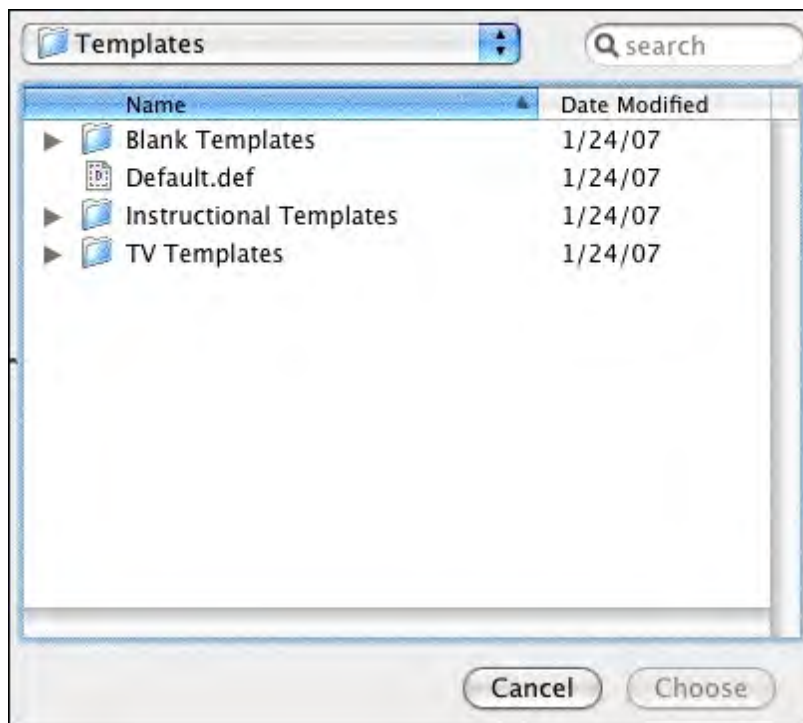 Templates search
Name Date Modified
Blank Templates 1/24/07
Default.def 1/24/07
Instructional Templates 1/24/07
TV Templates 1/24/07
Cancel Choose